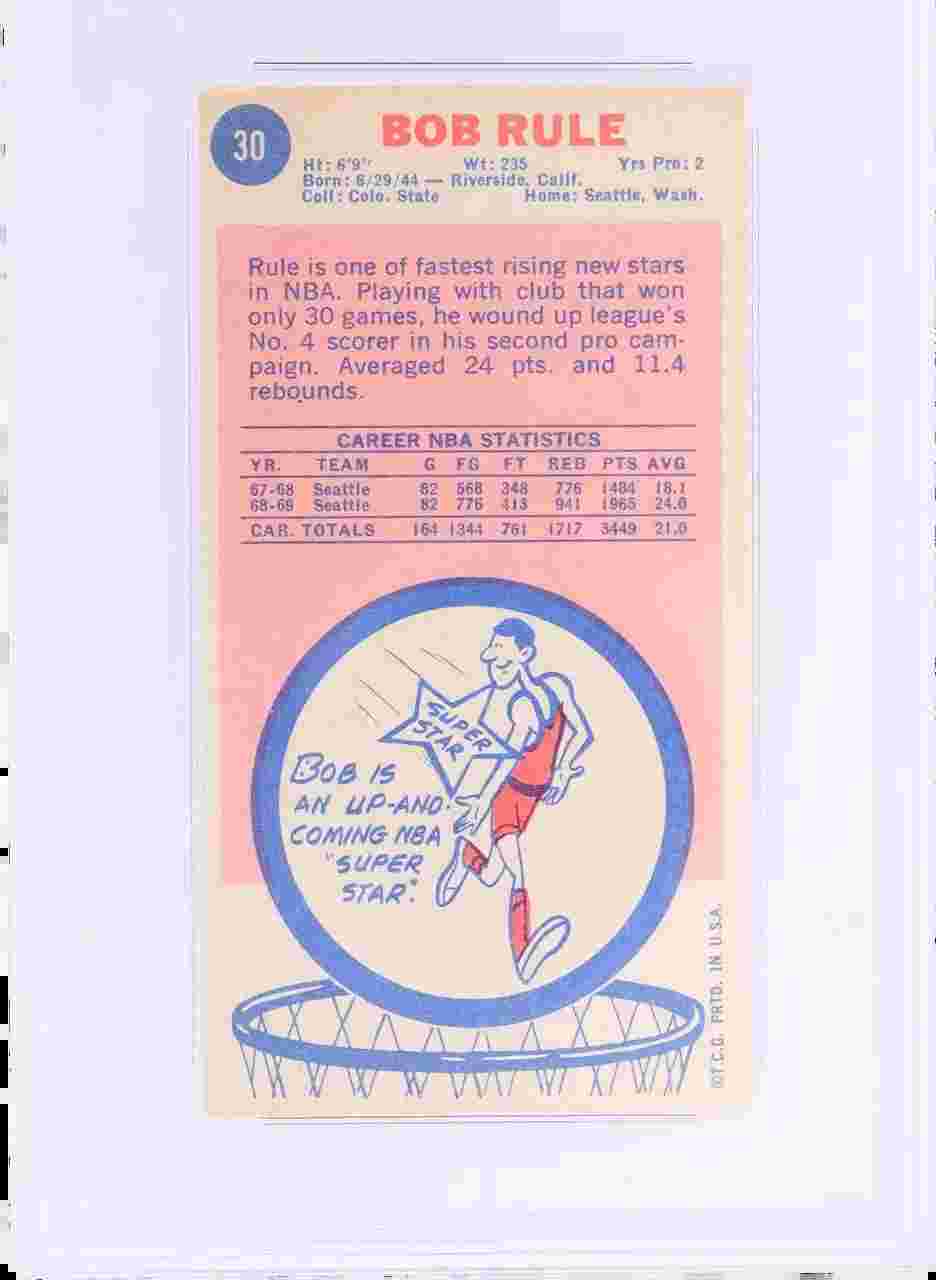 30
BOB RULE
Ht: 6'9" Wt: 235 Yrs Pro: 2
Born: 6/29/44 — Riverside, Calif.
Coll: Colo. State Home: Seattle, Wash.
Rule is one of fastest rising new stars
in NBA. Playing with club that won
only 30 games, he wound up league's
No. 4 scorer in his second pro cam-
paign. Averaged 24 pts. and 11.4
rebounds.
CAREER NBA STATISTICS
YR. TEAM G FG FT REB PTS AVG
67-68 Seattle 82 568 348 776 1484 18.1
68-69 Seattle 82 776 413 941 1965 24.0
CAR. TOTALS 164 1344 761 1717 3449 21.0
SUPER
STAR
BOB IS
AN UP-AND-
COMING NBA
"SUPER
STAR."
©T.C.G. PRTD. IN U.S.A.